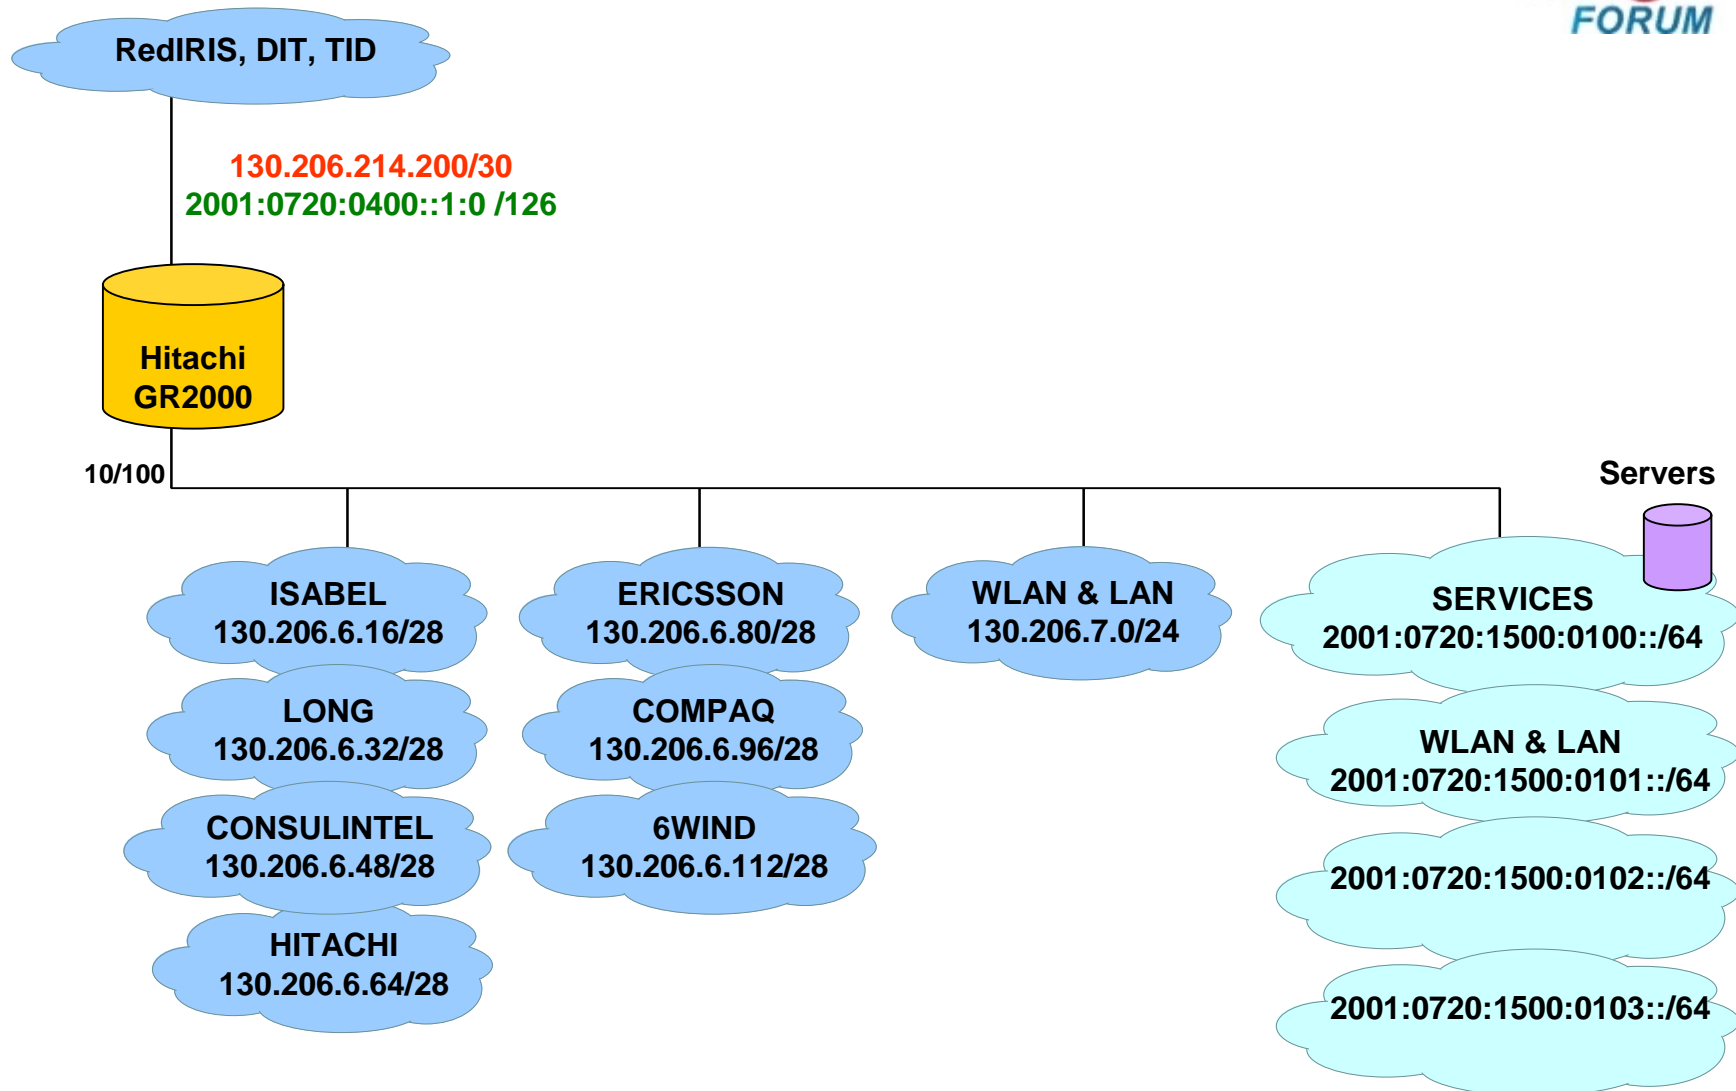 FORUM
RedIRIS, DIT, TID
130.206.214.200/30
2001:0720:0400::1:0 /126
Hitachi
GR2000
10/100
Servers
ISABEL
130.206.6.16/28
LONG
130.206.6.32/28
CONSULINTEL
130.206.6.48/28
HITACHI
130.206.6.64/28
ERICSSON
130.206.6.80/28
COMPAQ
130.206.6.96/28
6WIND
130.206.6.112/28
WLAN & LAN
130.206.7.0/24
SERVICES
2001:0720:1500:0100::/64
WLAN & LAN
2001:0720:1500:0101::/64
2001:0720:1500:0102::/64
2001:0720:1500:0103::/64